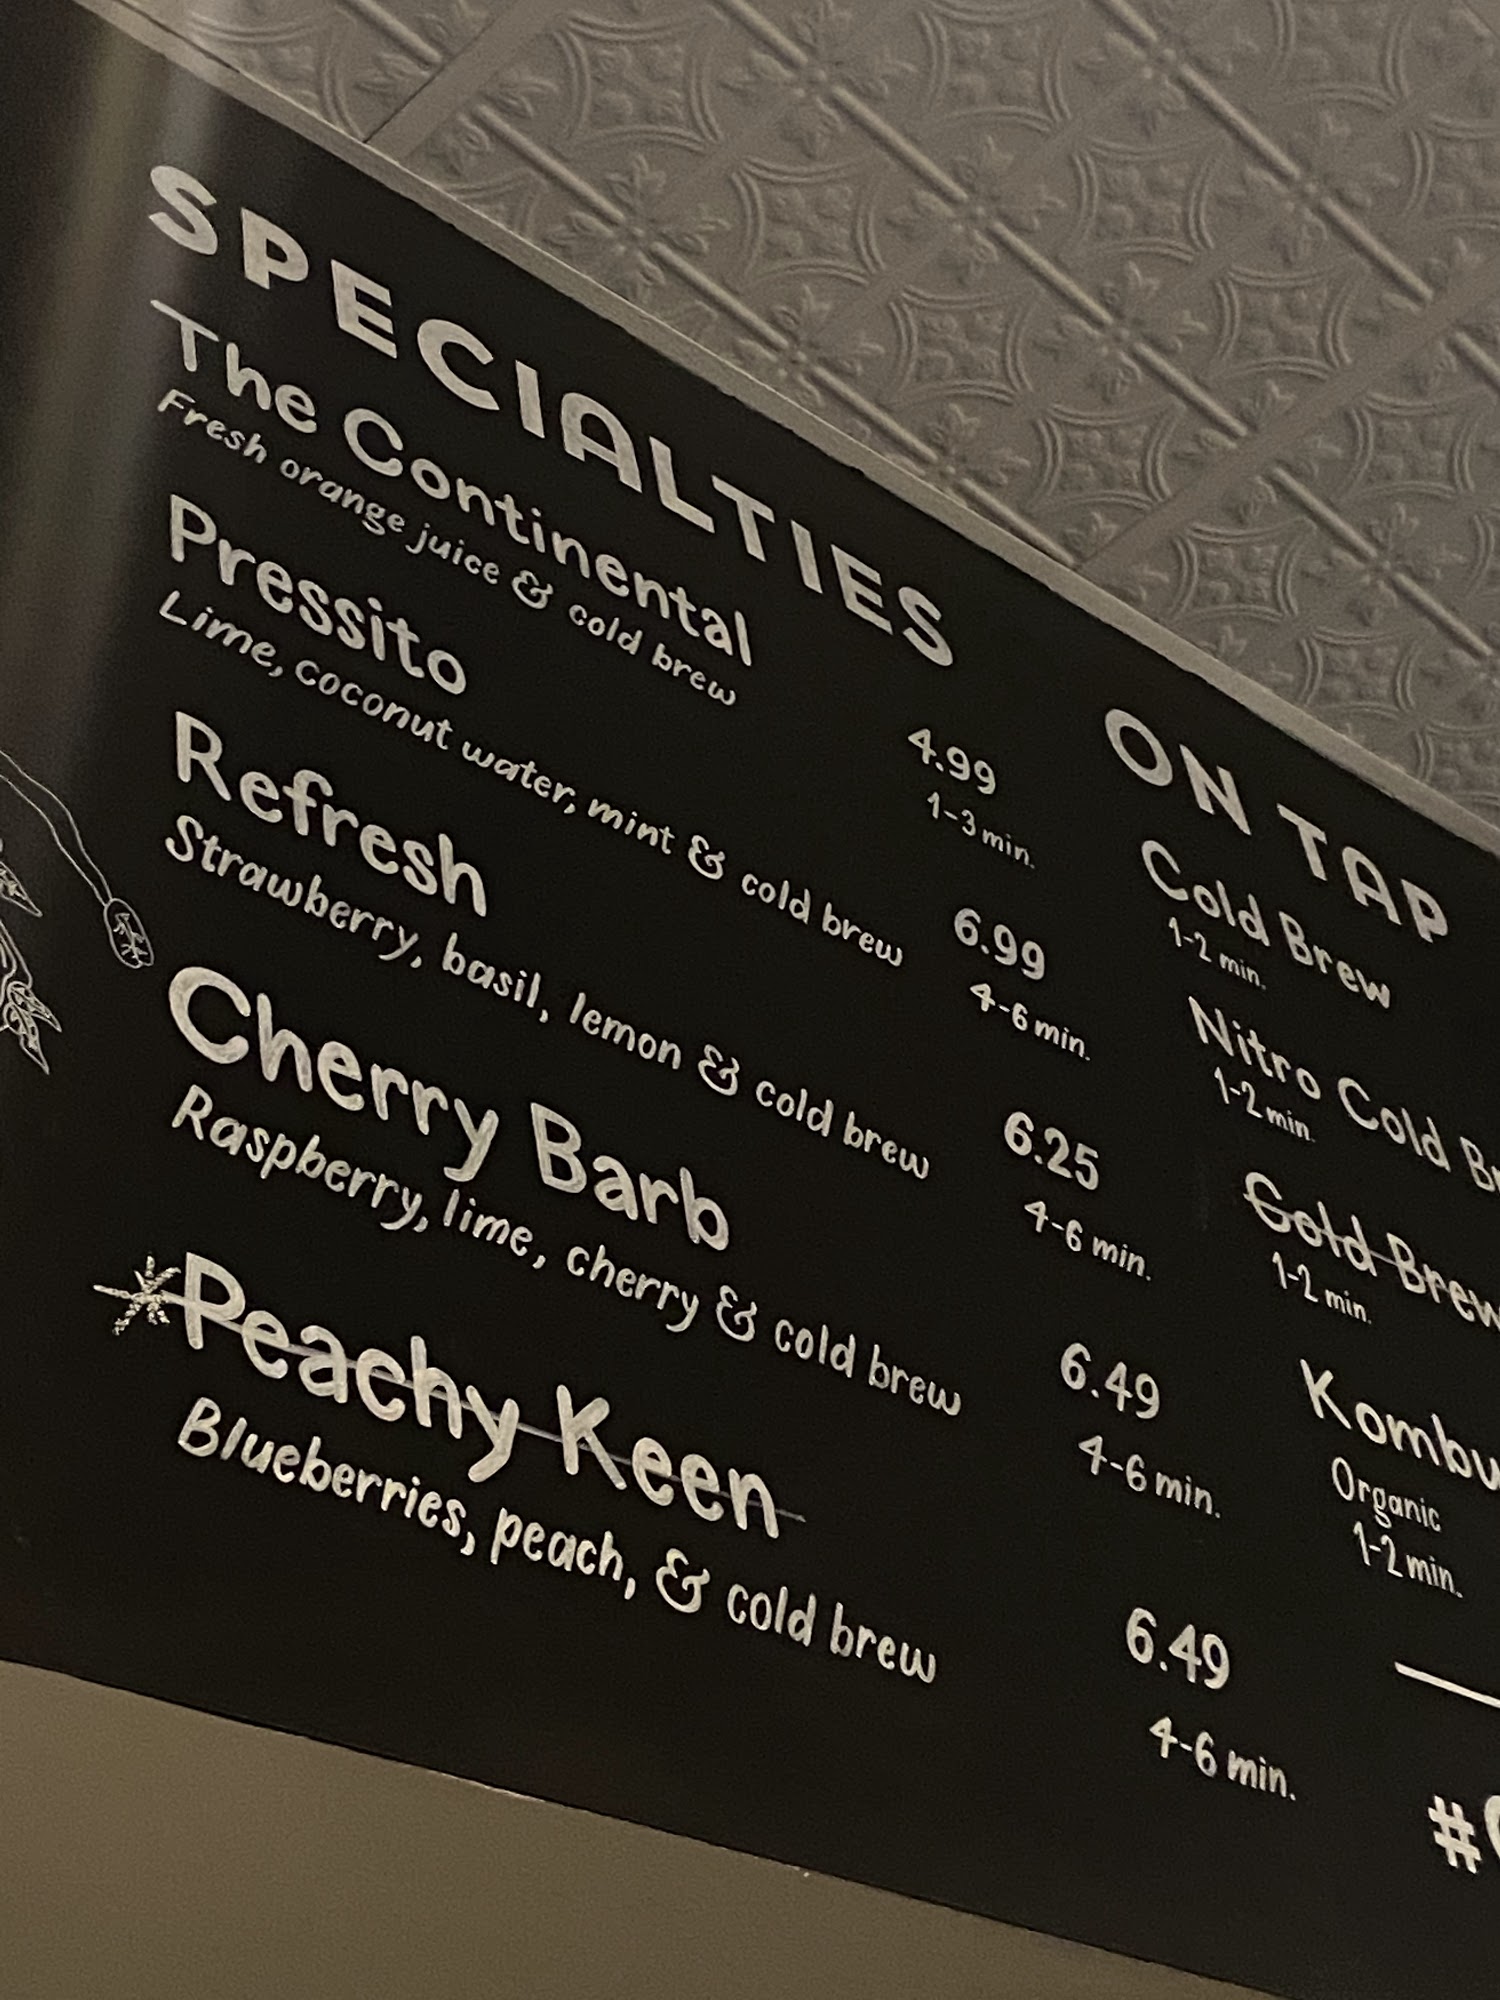 SPECIALTIES
The Continental
Fresh orange juice & cold brew
4.99
1-3 min.
Pressito
Lime, coconut water, mint & cold brew
6.99
4-6 min.
Refresh
Strawberry, basil, lemon & cold brew
6.25
4-6 min.
Cherry Barb
Raspberry, lime, cherry & cold brew
6.49
4-6 min.
*Peachy Keen
Blueberries, peach, & cold brew
6.49
4-6 min.
ON TAP
Cold Brew
1-2 min.
Nitro Cold
1-2 min.
Gold Brew
1-2 min.
Organic
1-2 min.